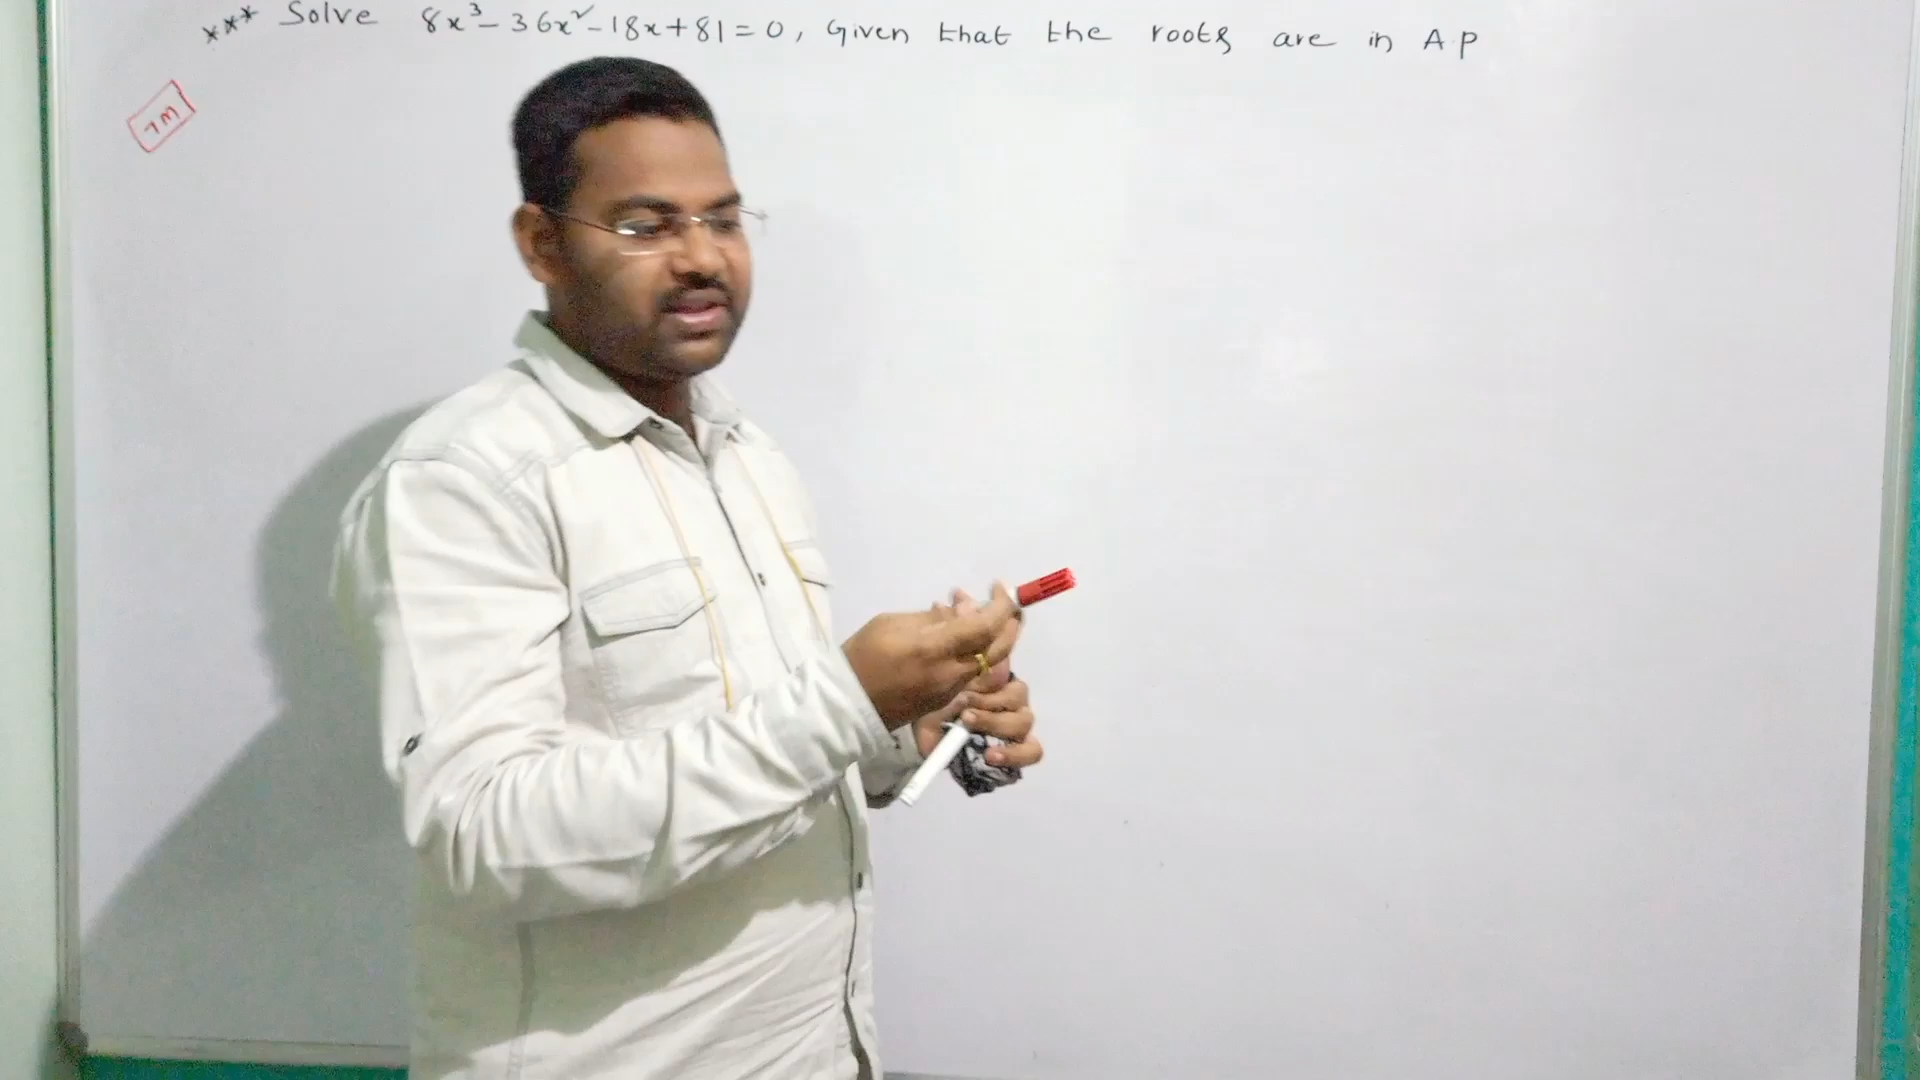 *** Solve 8x³-36x²-18x+81=0, Given that the roots are in A.P
7M